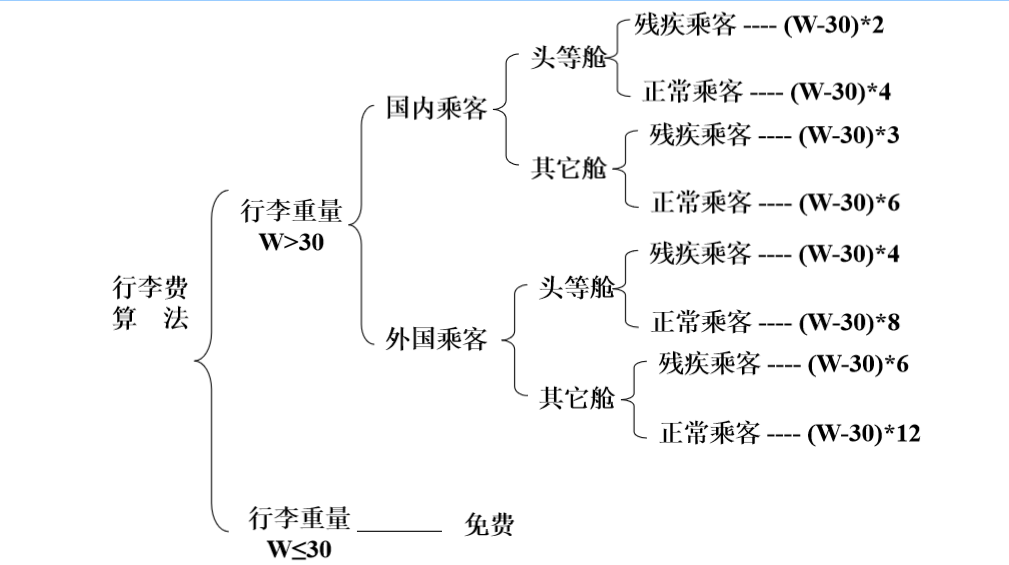 残疾乘客 ---- (W-30)*2
头等舱
正常乘客 ---- (W-30)*4
国内乘客
残疾乘客 ---- (W-30)*3
其它舱
正常乘客 ---- (W-30)*6
行李重量
W>30
残疾乘客 ---- (W-30)*4
头等舱
正常乘客 ---- (W-30)*8
行李费
算 法
外国乘客
残疾乘客 ---- (W-30)*6
其它舱
正常乘客 ---- (W-30)*12
行李重量 免费
W≤30